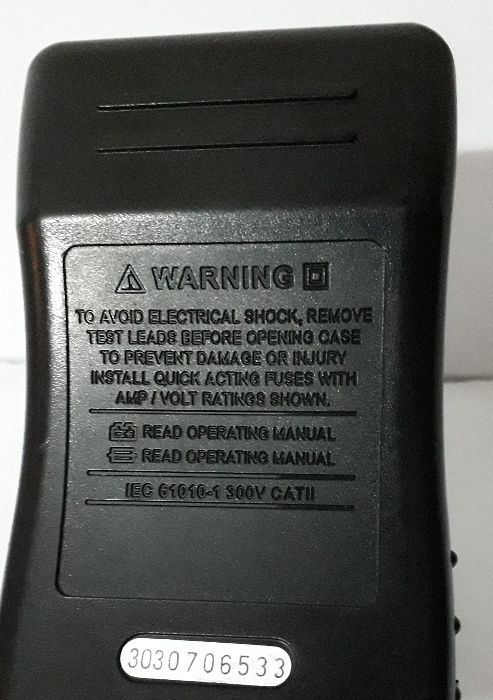 WARNING
TO AVOID ELECTRICAL SHOCK, REMOVE
TEST LEADS BEFORE OPENING CASE
TO PREVENT DAMAGE OR INJURY
INSTALL QUICK ACTING FUSES WITH
AMP / VOLT RATINGS SHOWN.
READ OPERATING MANUAL
READ OPERATING MANUAL
IEC 61010-1 300V CATII
3030706533